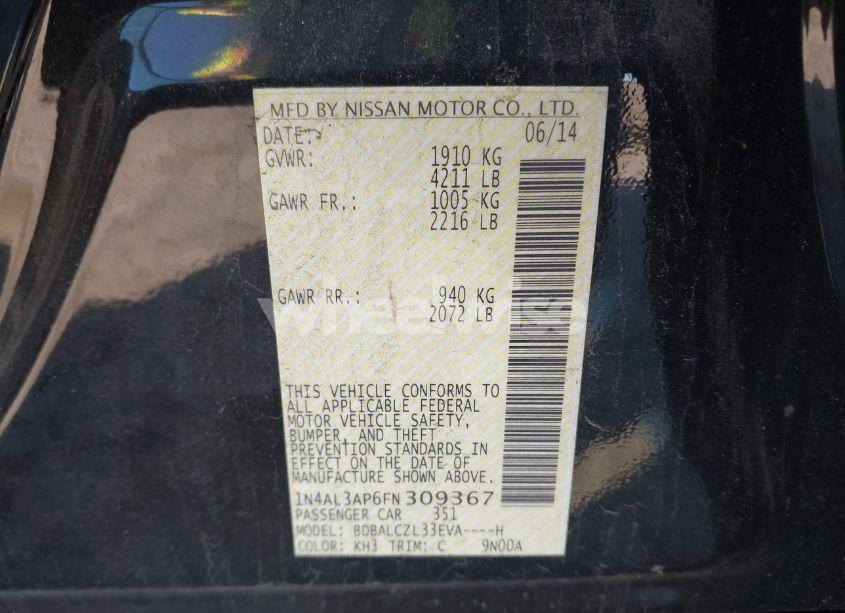 MFD BY NISSAN MOTOR CO., LTD.
DATE: 06/14
GVWR: 1910 KG
4211 LB
GAWR FR.: 1005 KG
2216 LB
GAWR RR.: 940 KG
2072 LB
wheelwise
THIS VEHICLE CONFORMS TO
ALL APPLICABLE FEDERAL
MOTOR VEHICLE SAFETY,
BUMPER, AND THEFT
PREVENTION STANDARDS IN
EFFECT ON THE DATE OF
MANUFACTURE SHOWN ABOVE.
1N4AL3AP6FN309367
PASSENGER CAR 351
MODEL: BDBALCZL33EVA----H
COLOR: KH3 TRIM: C 9N00A